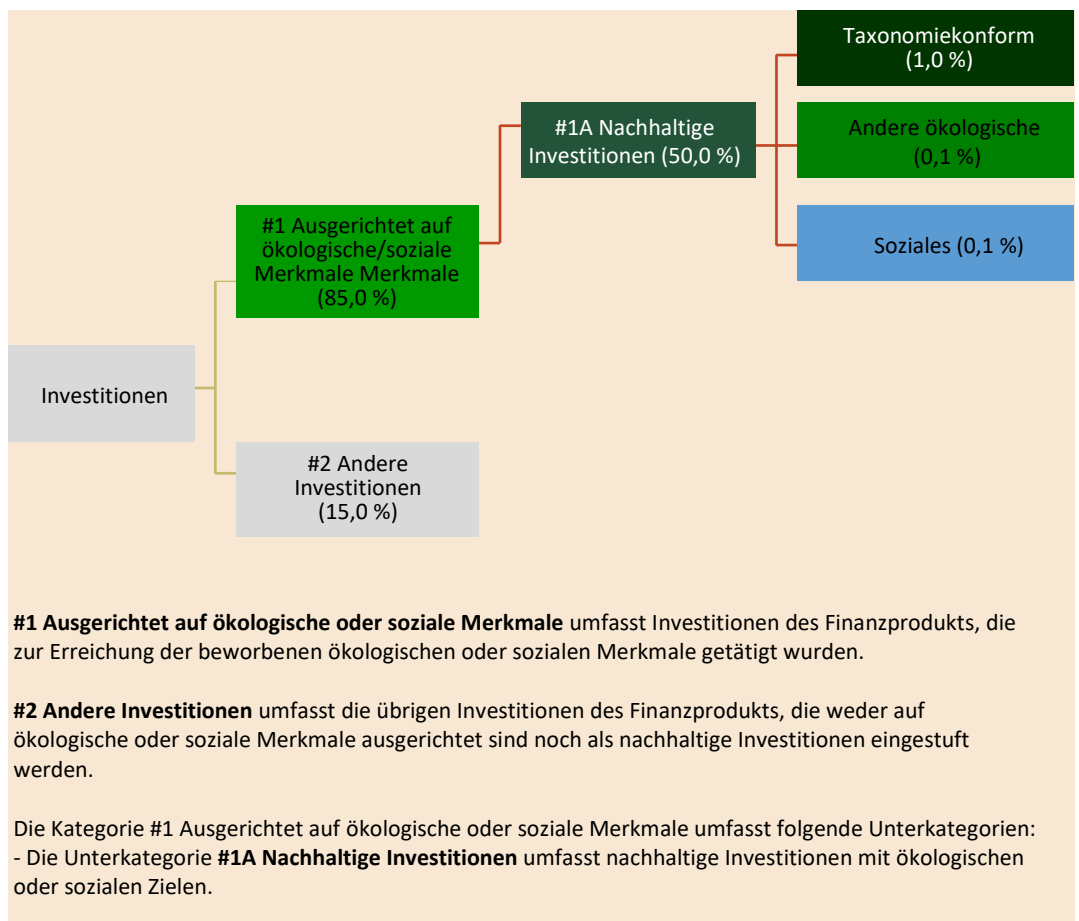 Taxonomiekonform
(1,0 %)
#1A Nachhaltige
Investitionen (50,0 %)
Andere ökologische
(0,1 %)
#1 Ausgerichtet auf
ökologische/soziale
Merkmale Merkmale
(85,0 %)
Soziales (0,1 %)
Investitionen
#2 Andere
Investitionen
(15,0 %)
#1 Ausgerichtet auf ökologische oder soziale Merkmale umfasst Investitionen des Finanzprodukts, die
zur Erreichung der beworbenen ökologischen oder sozialen Merkmale getätigt wurden.
#2 Andere Investitionen umfasst die übrigen Investitionen des Finanzprodukts, die weder auf
ökologische oder soziale Merkmale ausgerichtet sind noch als nachhaltige Investitionen eingestuft
werden.
Die Kategorie #1 Ausgerichtet auf ökologische oder soziale Merkmale umfasst folgende Unterkategorien:
- Die Unterkategorie #1A Nachhaltige Investitionen umfasst nachhaltige Investitionen mit ökologischen
oder sozialen Zielen.